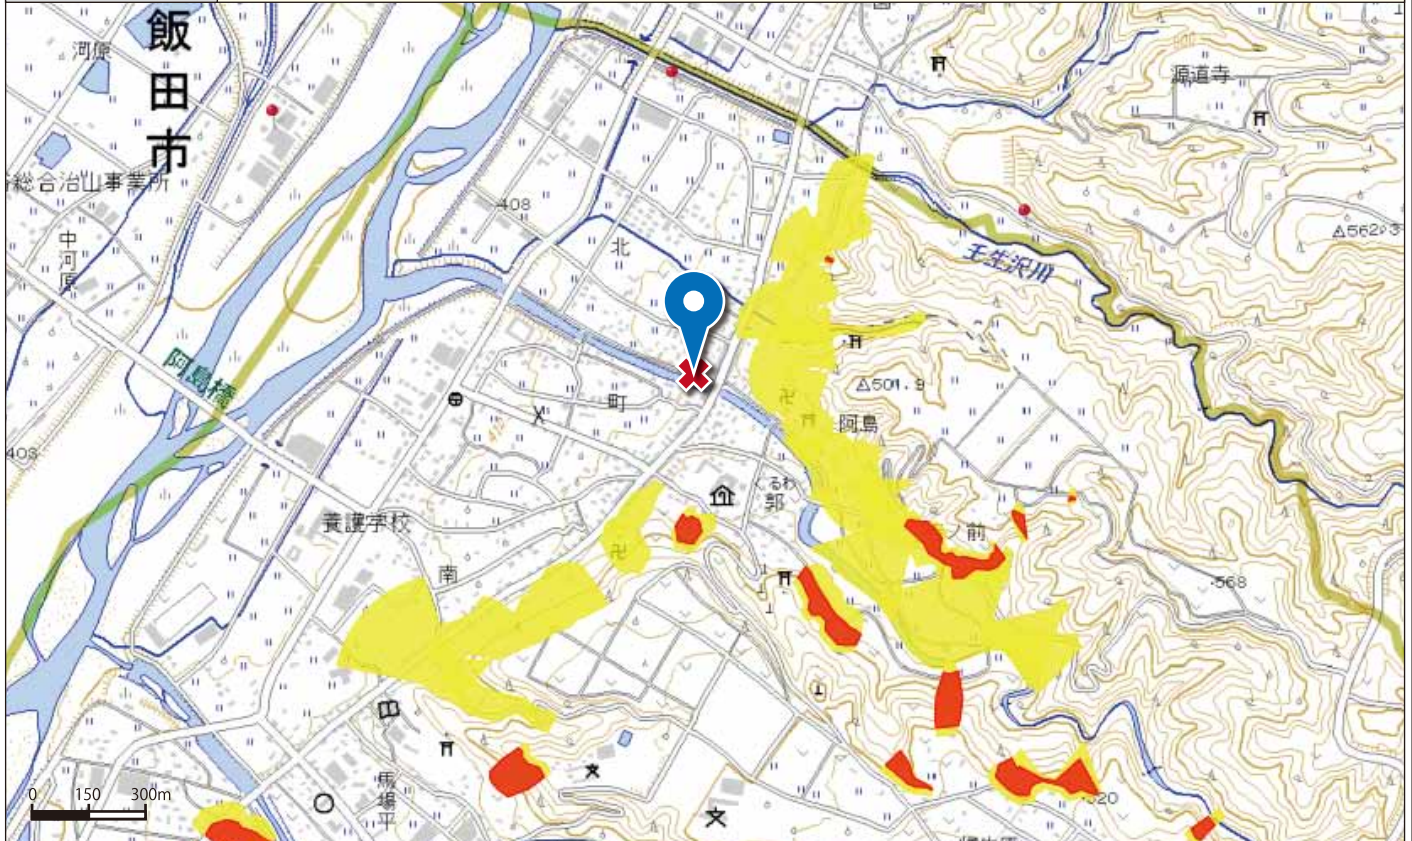 飯田市
河原
源道寺
総合治山事業所
408
中河原
北
△562.3
壬生沢川
阿島橋
△501.9
町
阿島
403
くるわ
郭
養護学校
ノ前
南
・568
馬場平
0 150 300m
・520